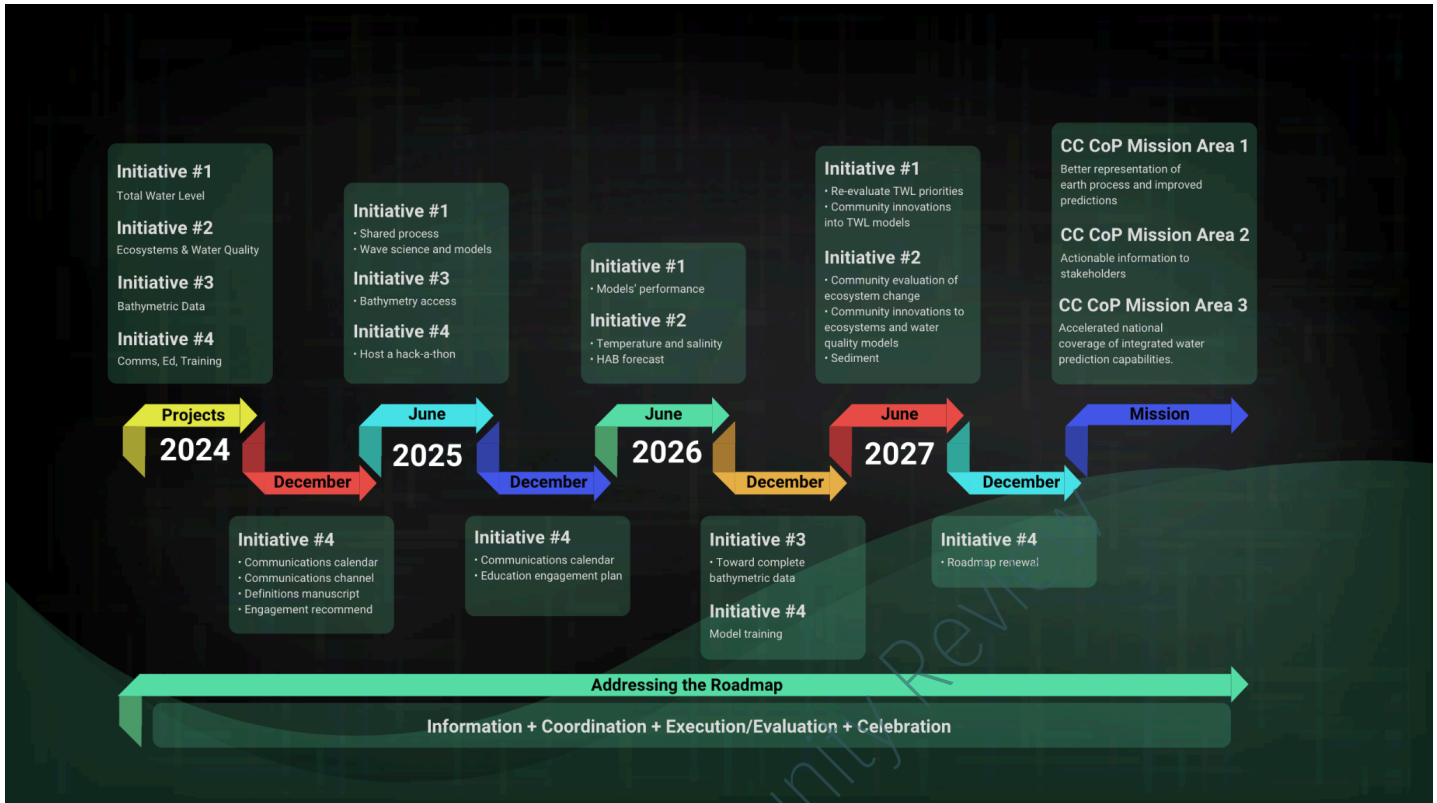 Initiative #1
Total Water Level
Initiative #2
Ecosystems & Water Quality
Initiative #3
Bathymetric Data
Initiative #4
Comms, Ed, Training
Initiative #1
• Shared process
• Wave science and models
Initiative #3
• Bathymetry access
Initiative #4
• Host a hack-a-thon
Initiative #1
• Models' performance
Initiative #2
• Temperature and salinity
• HAB forecast
Initiative #1
• Re-evaluate TWL priorities
• Community innovations
into TWL models
Initiative #2
• Community evaluation of
ecosystem change
• Community innovations to
ecosystems and water
quality models
• Sediment
CC CoP Mission Area 1
Better representation of
earth process and improved
predictions
CC CoP Mission Area 2
Actionable information to
stakeholders
CC CoP Mission Area 3
Accelerated national
coverage of integrated water
prediction capabilities.
Projects
2024
December
June
2025
December
June
2026
December
June
2027
December
Mission
Initiative #4
• Communications calendar
• Communications channel
• Definitions manuscript
• Engagement recommend
Initiative #4
• Communications calendar
• Education engagement plan
Initiative #3
• Toward complete
bathymetric data
Initiative #4
Model training
Initiative #4
• Roadmap renewal
Addressing the Roadmap
Information + Coordination + Execution/Evaluation + Celebration
Review